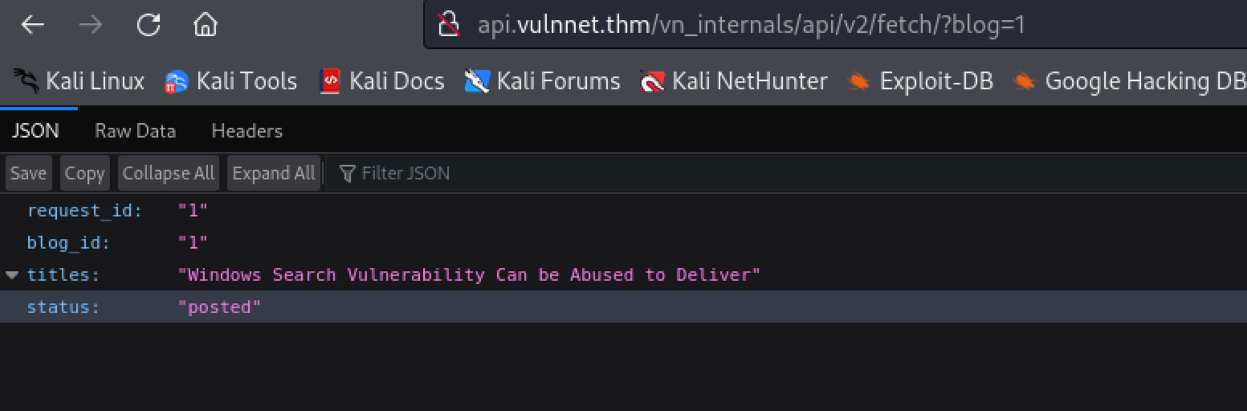 api.vulnnet.thm/vn_internals/api/v2/fetch/?blog=1
Kali Linux Kali Tools Kali Docs Kali Forums Kali NetHunter Exploit-DB Google Hacking DB
JSON Raw Data Headers
Save Copy Collapse All Expand All Filter JSON
request_id: "1"
blog_id: "1"
titles: "Windows Search Vulnerability Can be Abused to Deliver"
status: "posted"